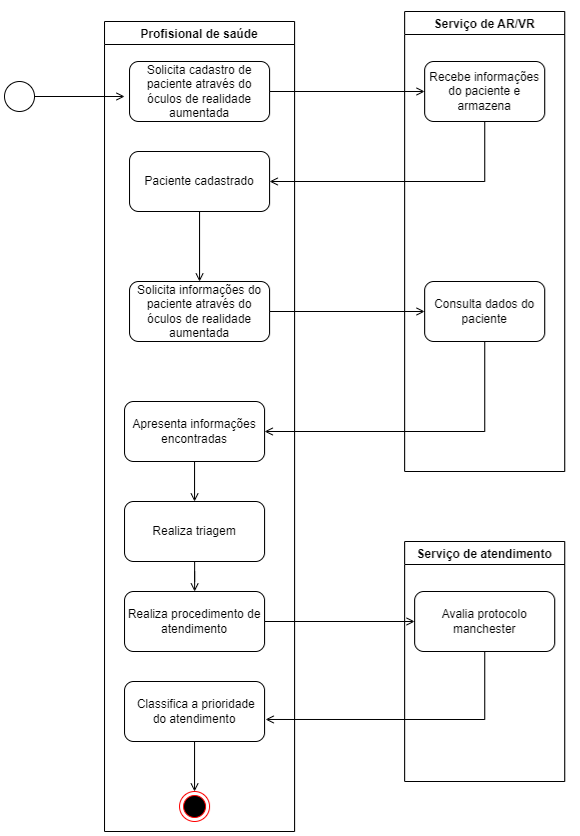 Profisional de saúde
Serviço de AR/VR
Solicita cadastro de
paciente através do
óculos de realidade
aumentada
Recebe informações
do paciente e
armazena
Paciente cadastrado
Solicita informações do
paciente através do
óculos de realidade
aumentada
Consulta dados do
paciente
Apresenta informações
encontradas
Realiza triagem
Serviço de atendimento
Realiza procedimento de
atendimento
Avalia protocolo
manchester
Classifica a prioridade
do atendimento